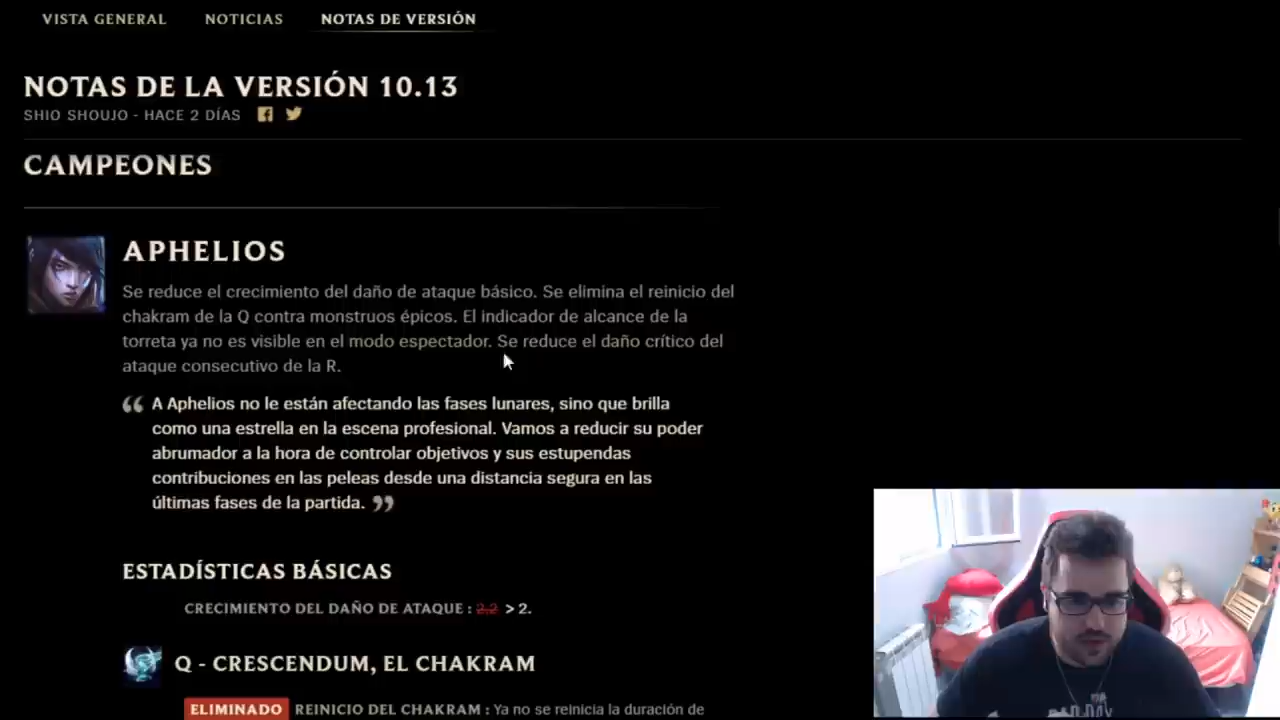 VISTA GENERAL NOTICIAS NOTAS DE VERSIÓN
NOTAS DE LA VERSIÓN 10.13
SHIO SHOUJO - HACE 2 DÍAS
CAMPEONES
APHELIOS
Se reduce el crecimiento del daño de ataque básico. Se elimina el reinicio del
chakram de la Q contra monstruos épicos. El indicador de alcance de la
torreta ya no es visible en el modo espectador. Se reduce el daño crítico del
ataque consecutivo de la R.
“ A Aphelios no le están afectando las fases lunares, sino que brilla
como una estrella en la escena profesional. Vamos a reducir su poder
abrumador a la hora de controlar objetivos y sus estupendas
contribuciones en las peleas desde una distancia segura en las
últimas fases de la partida. ”
ESTADÍSTICAS BÁSICAS
CRECIMIENTO DEL DAÑO DE ATAQUE : 2,2 > 2.
Q - CRESCENDUM, EL CHAKRAM
ELIMINADO REINICIO DEL CHAKRAM : Ya no se reinicia la duración de